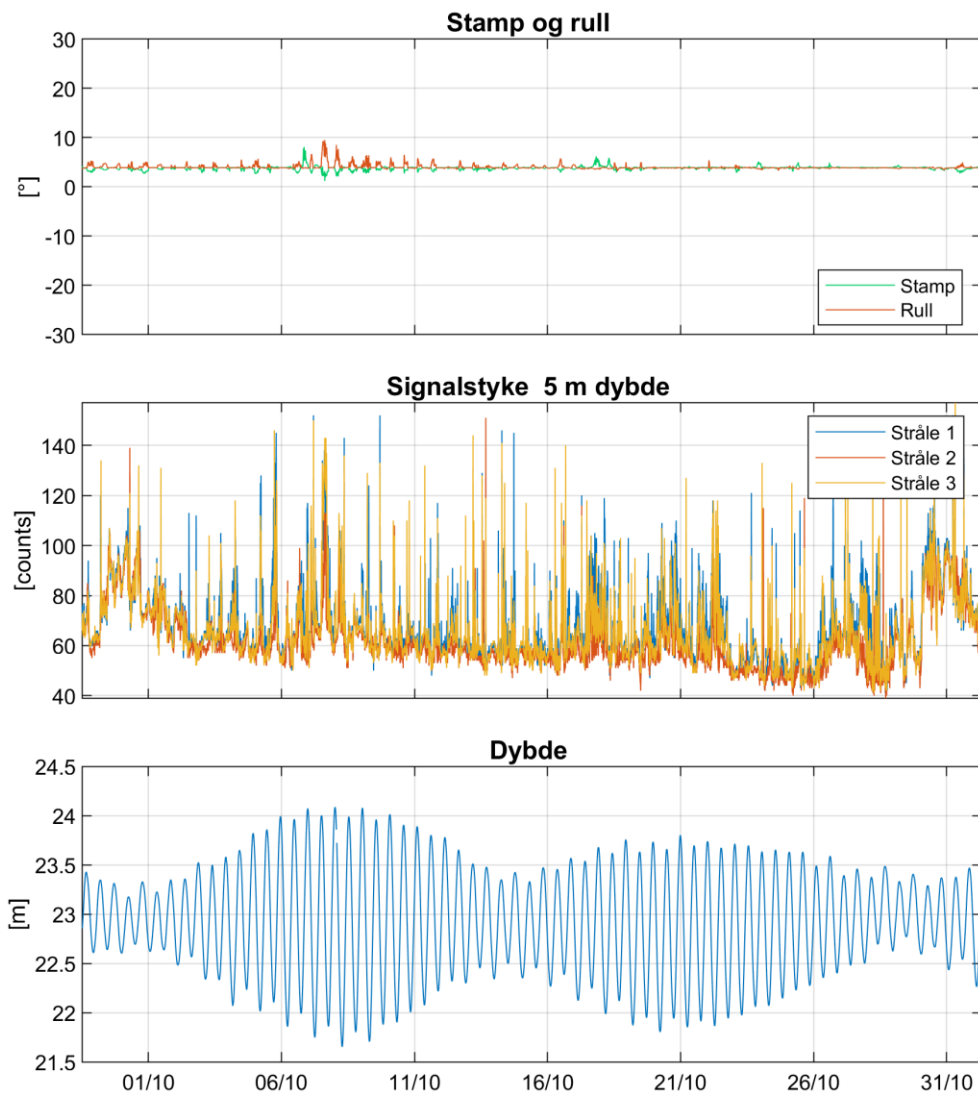 Stamp og rull
30
20
10
0
-10
-20
-30
[°]
Stamp
Rull
Signalstyke 5 m dybde
140
120
100
80
60
40
[counts]
Stråle 1
Stråle 2
Stråle 3
Dybde
24.5
24
23.5
23
22.5
22
21.5
[m]
01/10 06/10 11/10 16/10 21/10 26/10 31/10